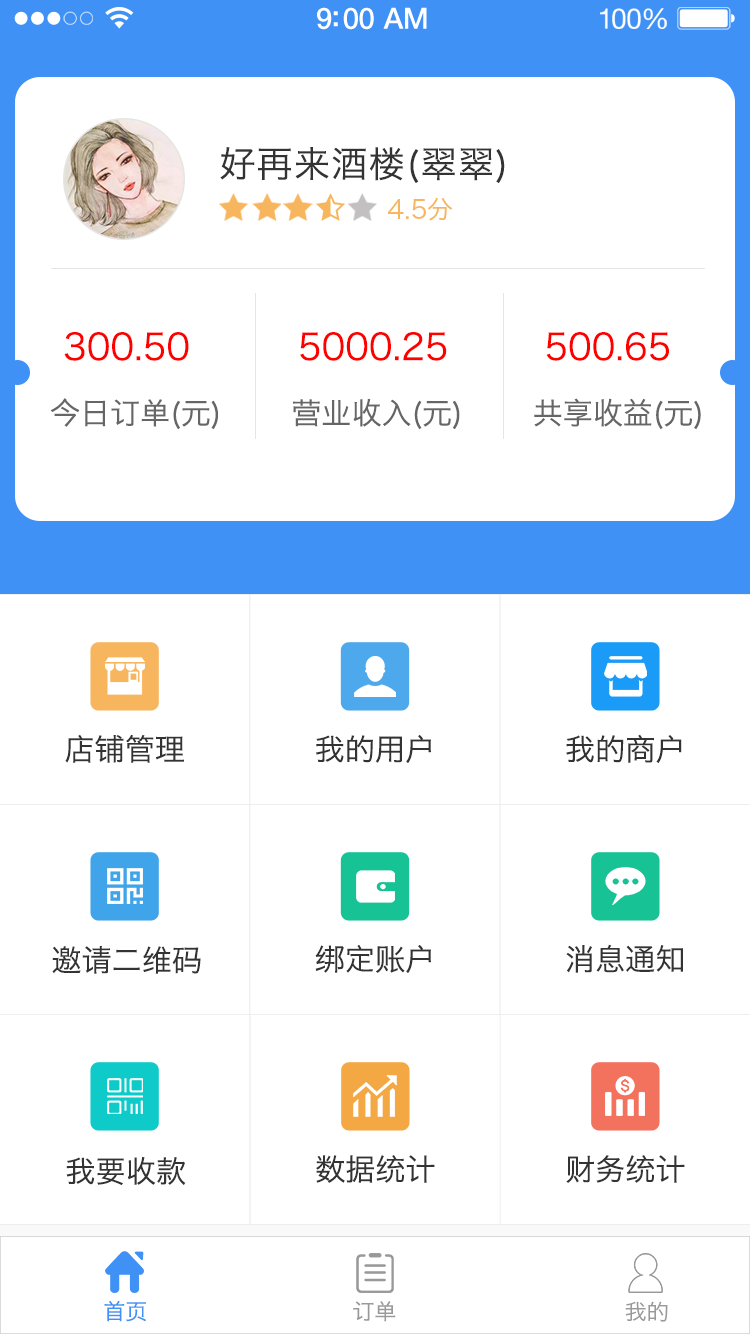 9:00 AM 100%
好再来酒楼(翠翠)
4.5分
300.50 5000.25 500.65
今日订单(元) 营业收入(元) 共享收益(元)
店铺管理 我的用户 我的商户
邀请二维码 绑定账户 消息通知
我要收款 数据统计 财务统计
首页 订单 我的